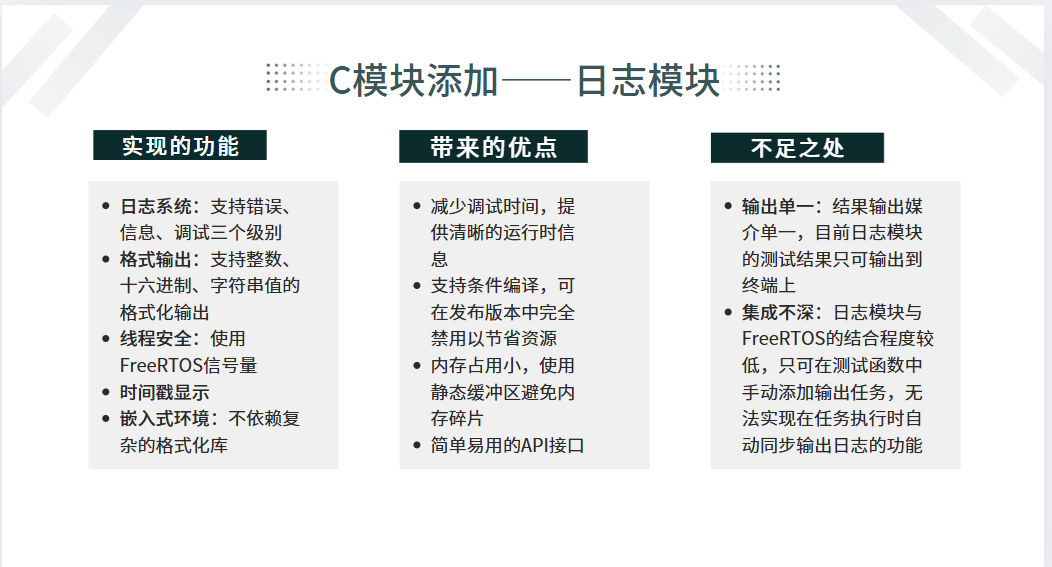 C模块添加——日志模块
实现的功能
• 日志系统：支持错误、
信息、调试三个级别
• 格式输出：支持整数、
十六进制、字符串值的
格式化输出
• 线程安全：使用
FreeRTOS信号量
• 时间戳显示
• 嵌入式环境：不依赖复
杂的格式化库
带来的优点
• 减少调试时间，提
供清晰的运行时信
息
• 支持条件编译，可
在发布版本中完全
禁用以节省资源
• 内存占用小，使用
静态缓冲区避免内
存碎片
• 简单易用的API接口
不足之处
• 输出单一：结果输出媒
介单一，目前日志模块
的测试结果只可输出到
终端上
• 集成不深：日志模块与
FreeRTOS的结合程度较
低，只可在测试函数中
手动添加输出任务，无
法实现在任务执行时自
动同步输出日志的功能